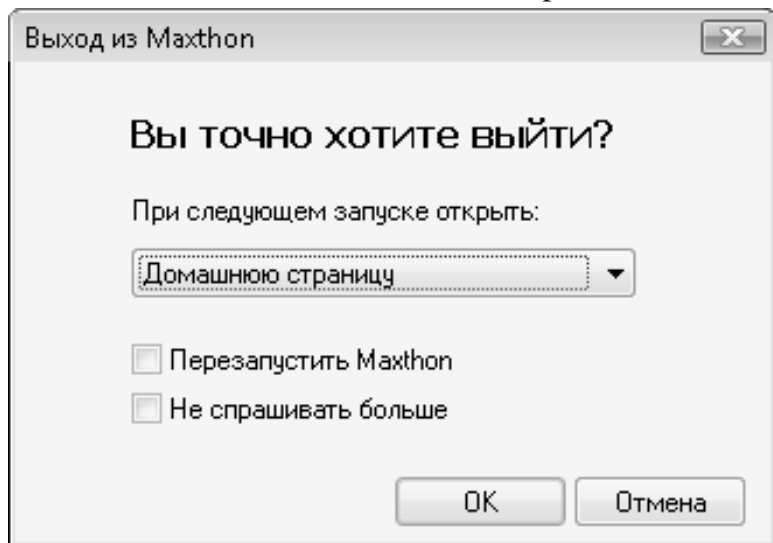 Выход из Maxthon
Вы точно хотите выйти?
При следующем запуске открыть:
Домашнюю страницу
Перезапустить Maxthon
Не спрашивать больше
OK
Отмена